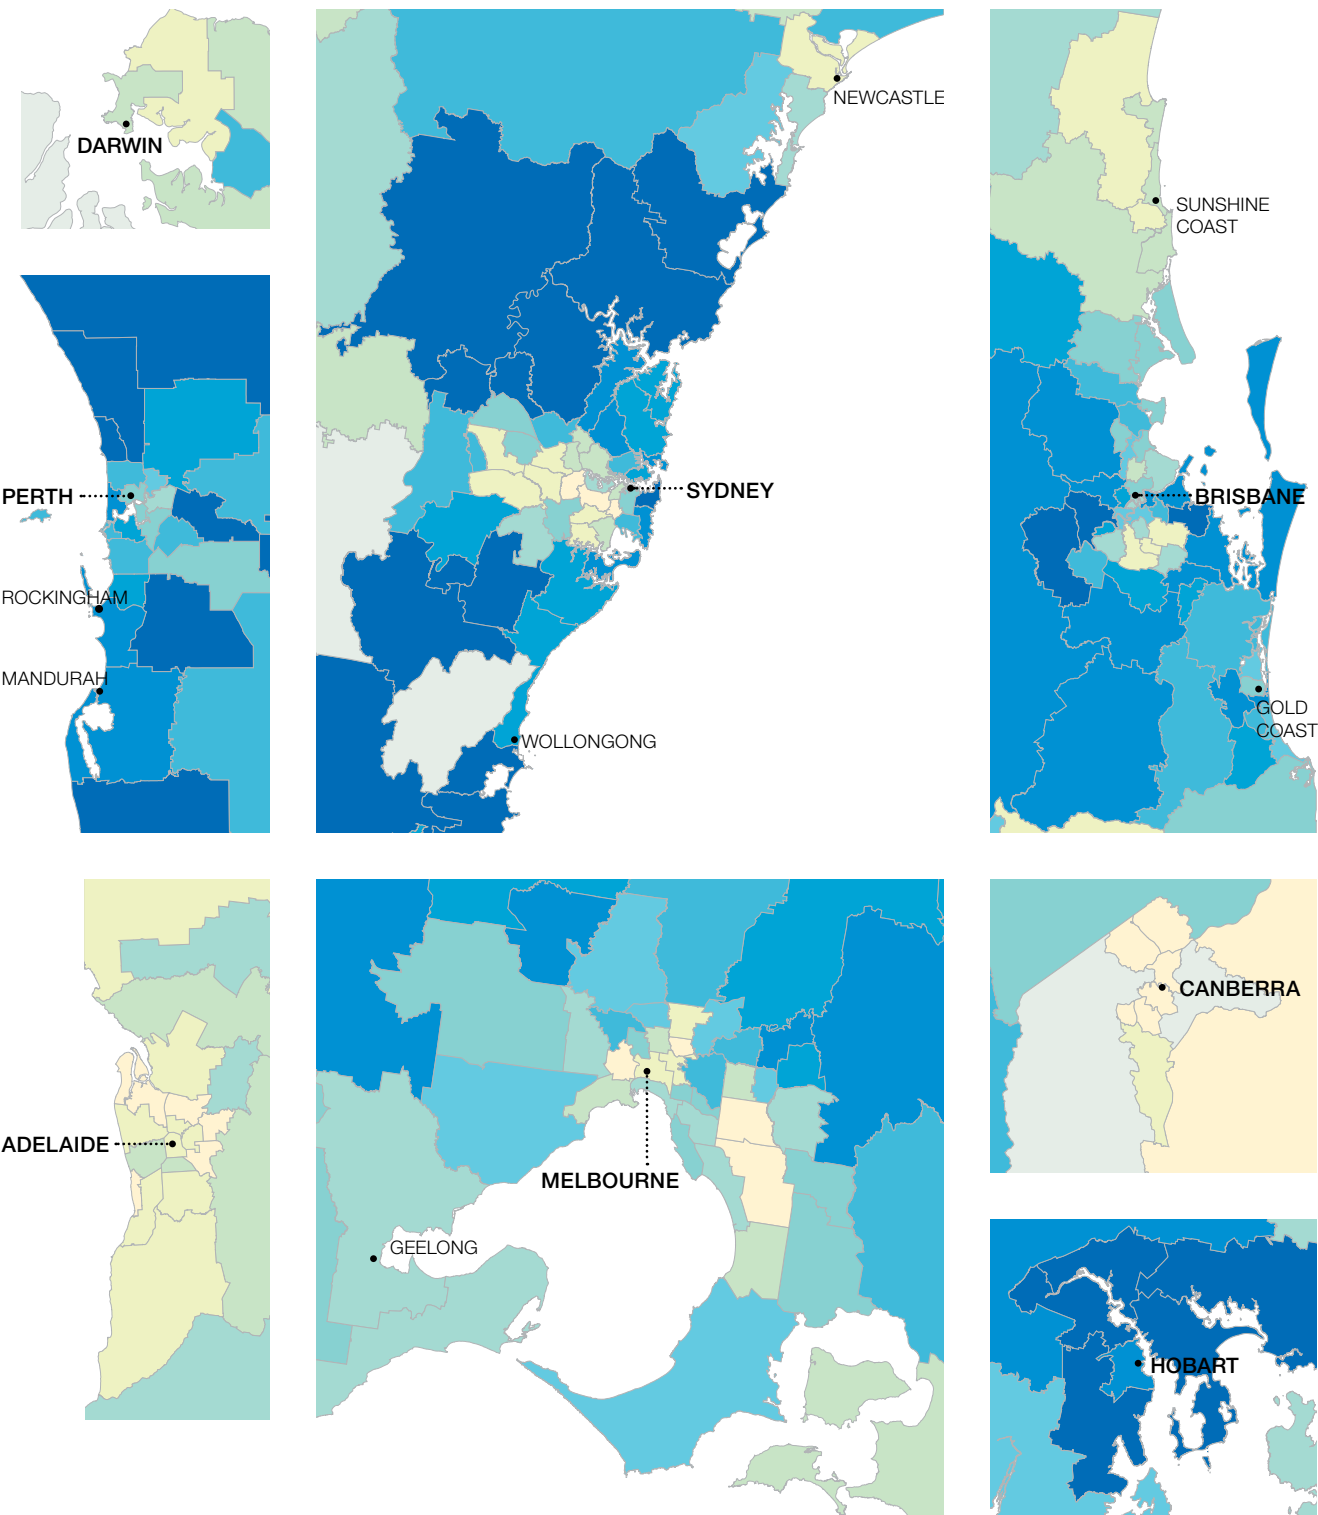 DARWIN
NEWCASTLE
SUNSHINE
COAST
PERTH
SYDNEY
BRISBANE
ROCKINGHAM
MANDURAH
WOLLONGONG
GOLD
COAST
CANBERRA
ADELAIDE
MELBOURNE
GEELONG
HOBART